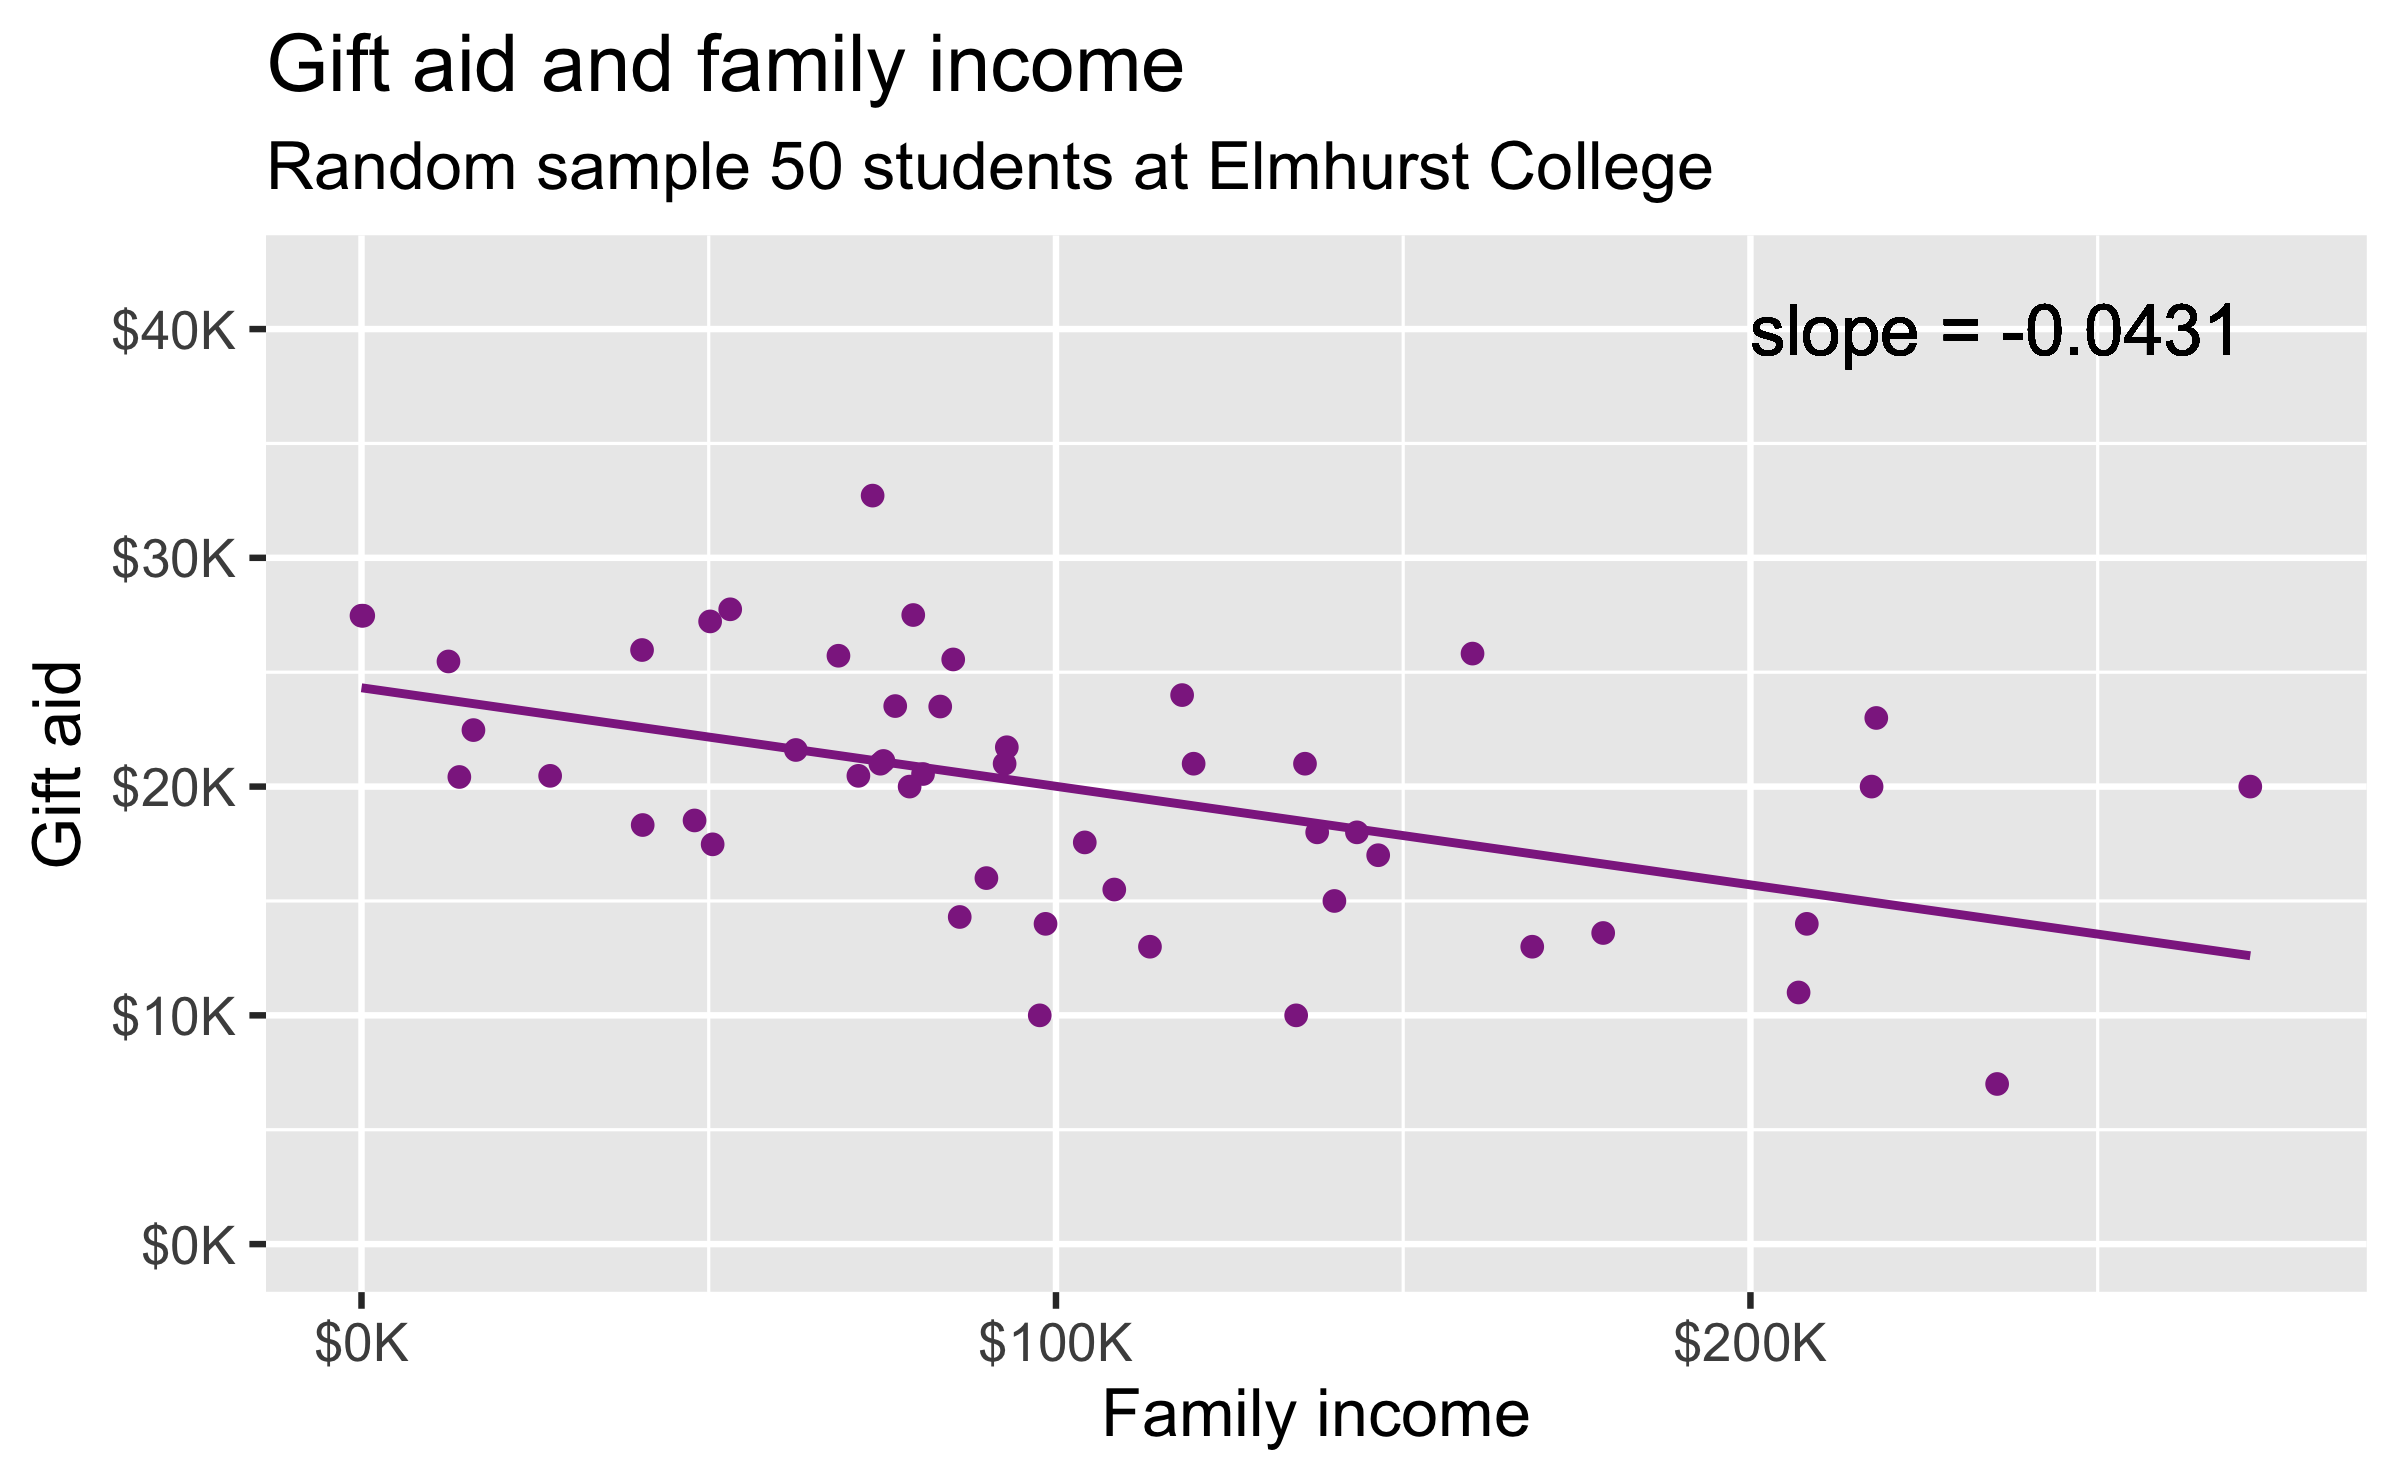 Gift aid and family income
Random sample 50 students at Elmhurst College
slope = -0.0431
$40K
$30K
$20K
$10K
$0K
Gift aid
$0K
$100K
$200K
Family income